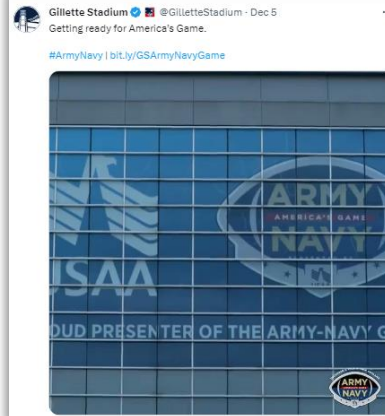 Gillette Stadium @GilletteStadium · Dec 5
Getting ready for America's Game.
#ArmyNavy | bit.ly/GSArmyNavyGame
ARMY
AMERICA'S GAME
NAVY
USAA
OUD PRESENTER OF THE ARMY-NAVY G
ARMY
NAVY